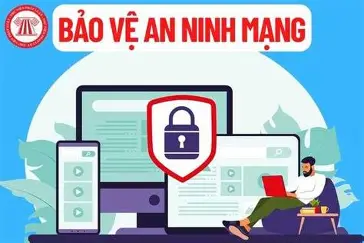 BẢO VỆ AN NINH MẠNG